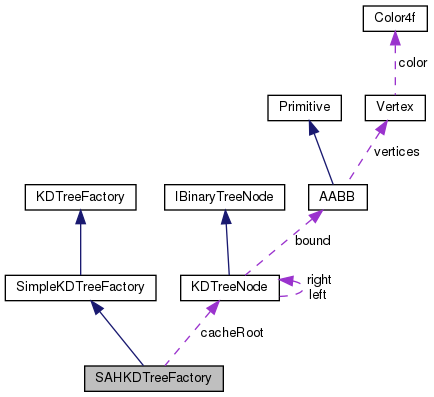 Color4f
color
Primitive
Vertex
vertices
KDTreeFactory
IBinaryTreeNode
AABB
bound
SimpleKDTreeFactory
KDTreeNode
right
left
cacheRoot
SAHKDTreeFactory